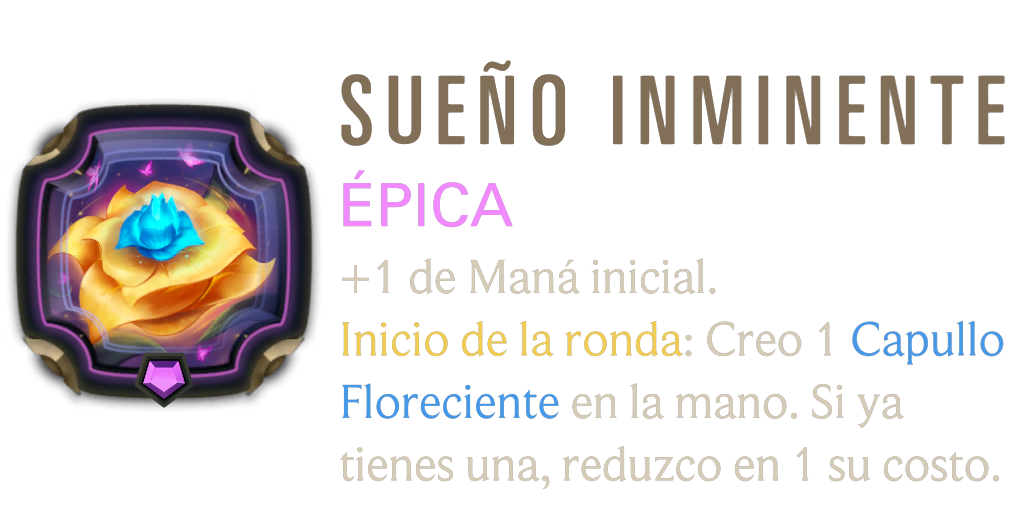 SUEÑO INMINENTE
ÉPICA
+1 de Maná inicial.
Inicio de la ronda: Creo 1 Capullo
Floreciente en la mano. Si ya
tienes una, reduzco en 1 su costo.